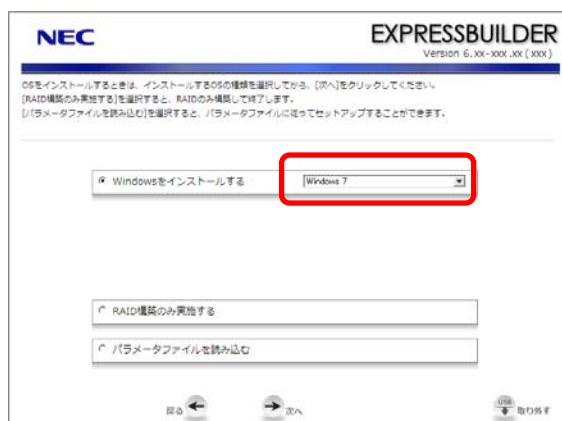 NEC
EXPRESSBUILDER
Version 6.xx-xxx.xx (xxx)
OSをインストールするときは、インストールするOSの種類を選択してから、[次へ]をクリックしてください。
[RAID構築のみ実施する]を選択すると、RAIDのみ構築して終了します。
[パラメータファイルを読み込む]を選択すると、パラメータファイルに従ってセットアップすることができます。
Windowsをインストールする Windows 7
RAID構築のみ実施する
パラメータファイルを読み込む
戻る 次へ USB 取り外す